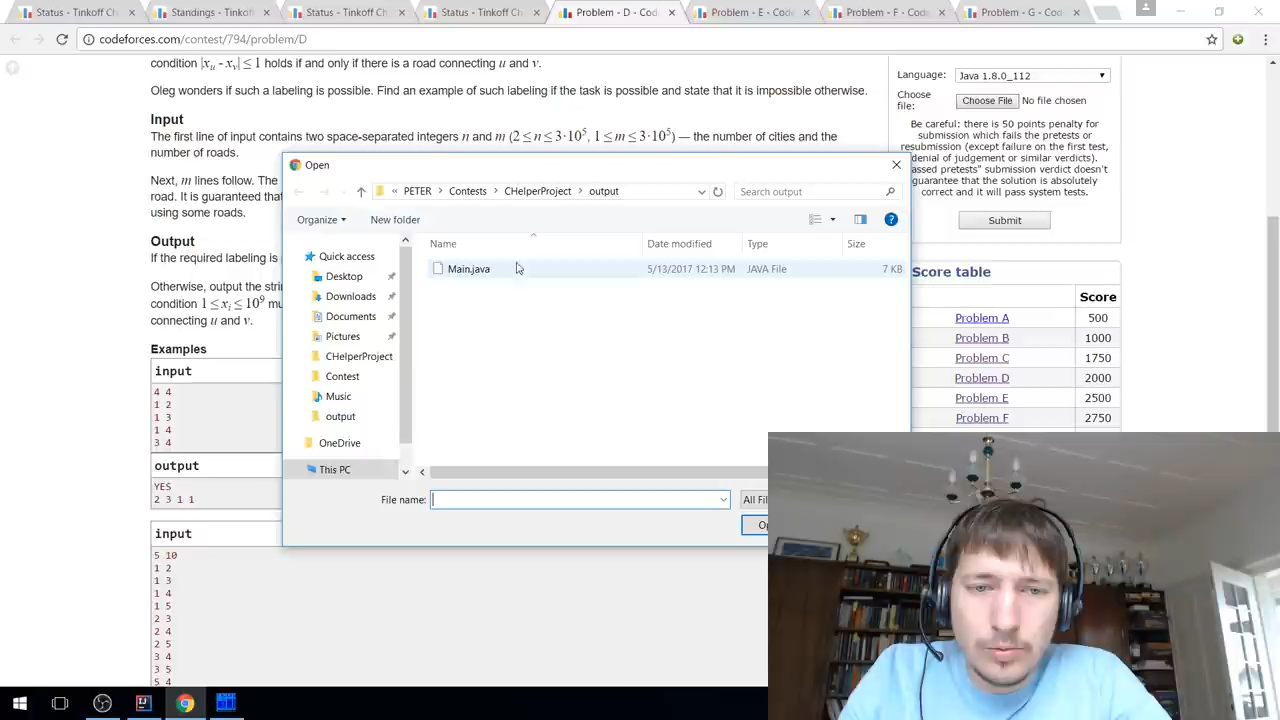 Status - Tinkoff Ch
Standings - Tinkoff
Status - Tinkoff Ch
Status - Tinkoff Ch
Problem - D - Cod
Problem - E - Cod
Problem - F - Cod
Problem - G - Cod
codeforces.com/contest/794/problem/D
condition |xu - xv| ≤ 1 holds if and only if there is a road connecting u and v.
Oleg wonders if such a labeling is possible. Find an example of such labeling if the task is possible and state that it is impossible otherwise.
Input
The first line of input contains two space-separated integers n and m (2 ≤ n ≤ 3·10^5, 1 ≤ m ≤ 3·10^5) — the number of cities and the
number of roads.
Next, m lines follow. The
road. It is guaranteed that
using some roads.
Output
If the required labeling is
Otherwise, output the stri
condition 1 ≤ xi ≤ 10^9 mu
connecting u and v.
Examples
input
4 4
1 2
1 3
1 4
3 4
output
YES
2 3 1 1
input
5 10
1 2
1 3
1 4
1 5
2 3
2 4
2 5
3 4
3 5
5 4
Open
« PETER > Contests > CHelperProject > output
Search output
Organize
New folder
Name
Date modified
Type
Size
Main.java
5/13/2017 12:13 PM
JAVA File
7 KB
Quick access
Desktop
Downloads
Documents
Pictures
CHelperProject
Contest
Music
output
OneDrive
This PC
File name:
All Fil
Op
Language:
Java 1.8.0_112
Choose
file:
Choose File
No file chosen
Be careful: there is 50 points penalty for
submission which fails the pretests or
resubmission (except failure on the first test,
denial of judgement or similar verdicts).
assed pretests" submission verdict doesn't
guarantee that the solution is absolutely
correct and it will pass system tests.
Submit
Score table
Score
Problem A
500
Problem B
1000
Problem C
1750
Problem D
2000
Problem E
2500
Problem F
2750